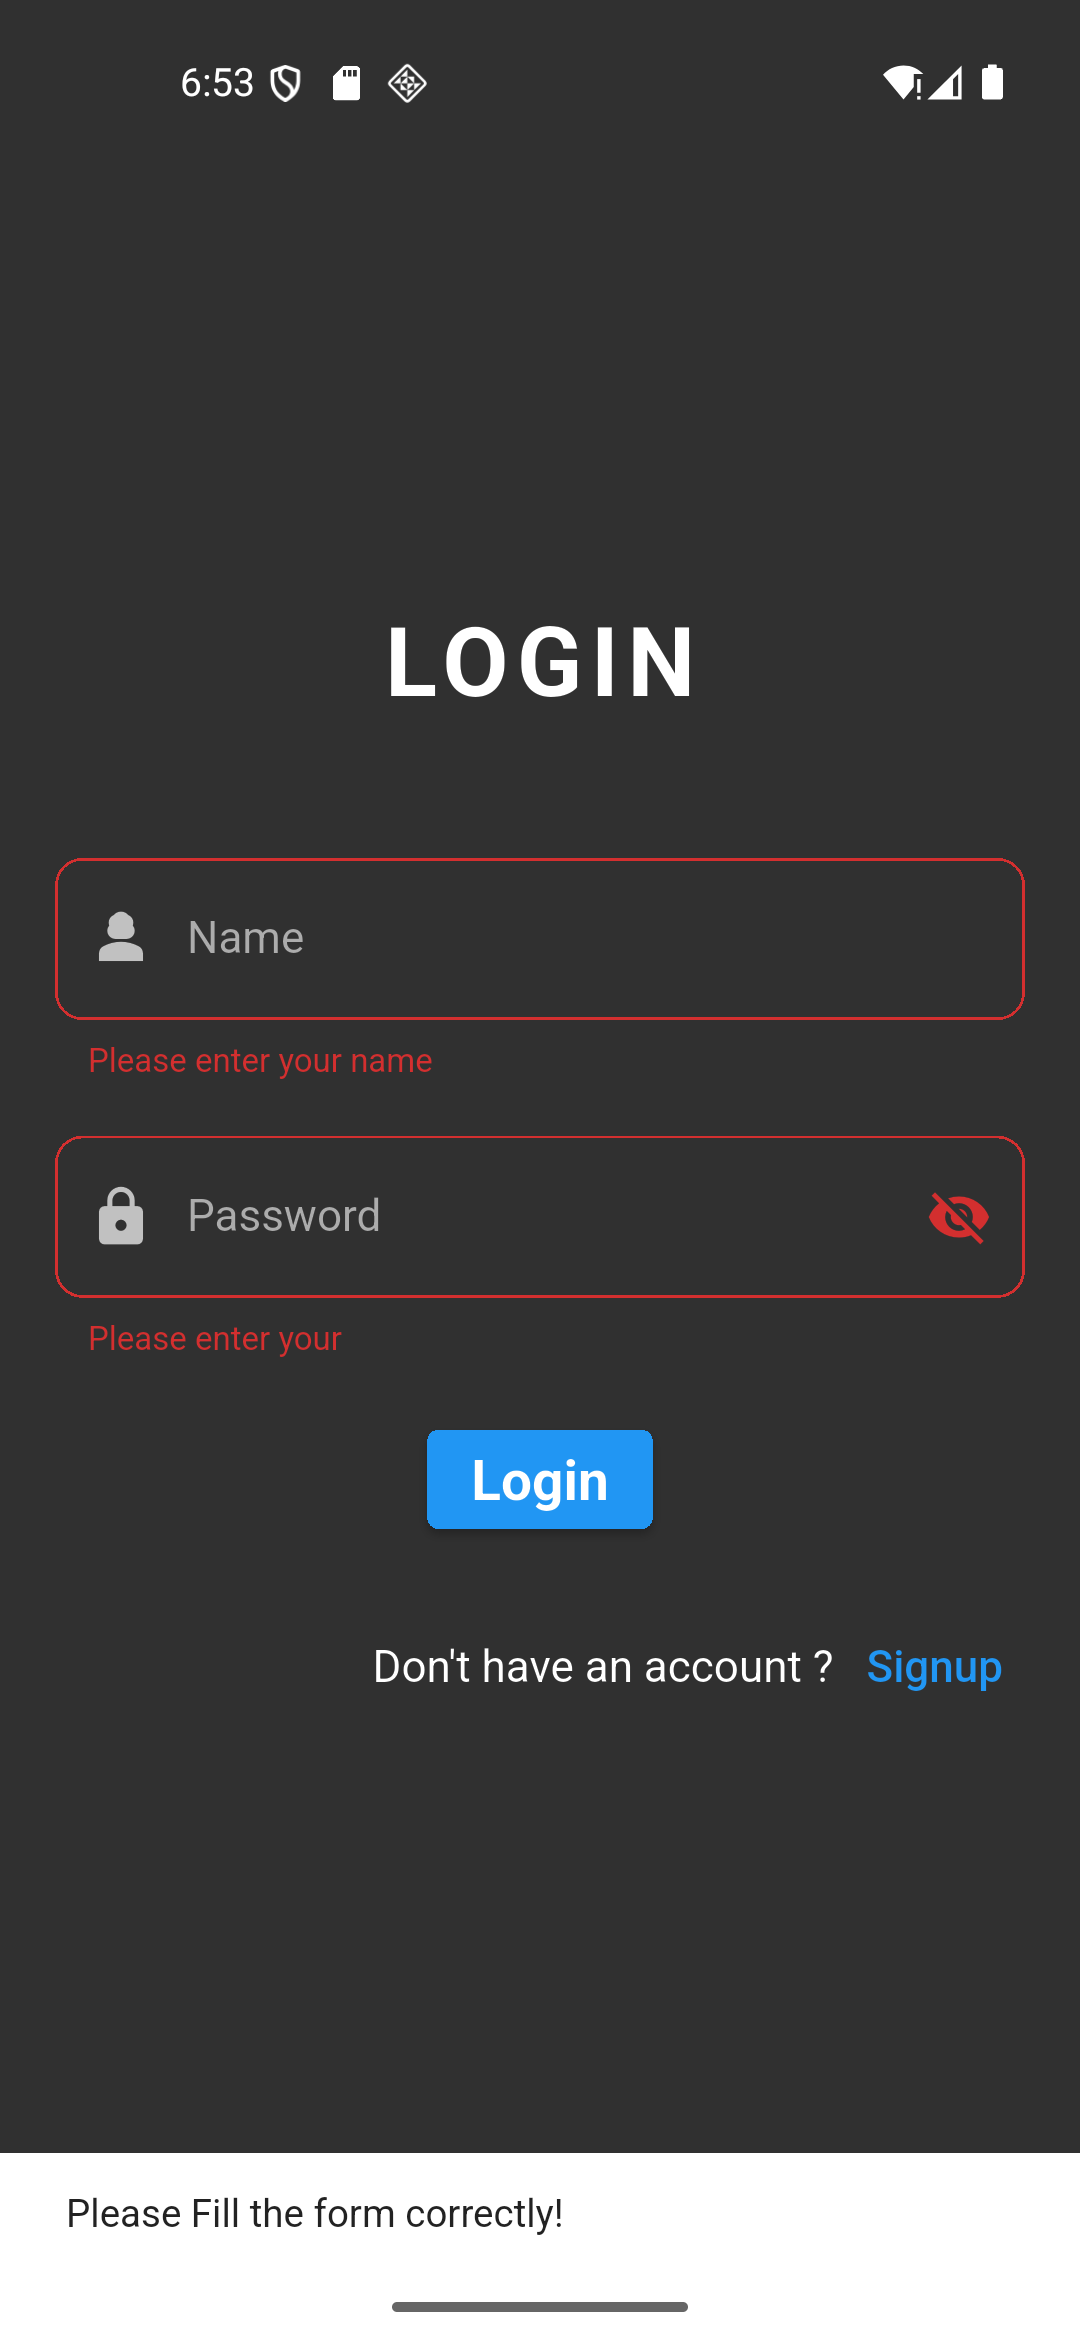 6:53
LOGIN
Name
Please enter your name
Password
Please enter your
Login
Don't have an account ? Signup
Please Fill the form correctly!